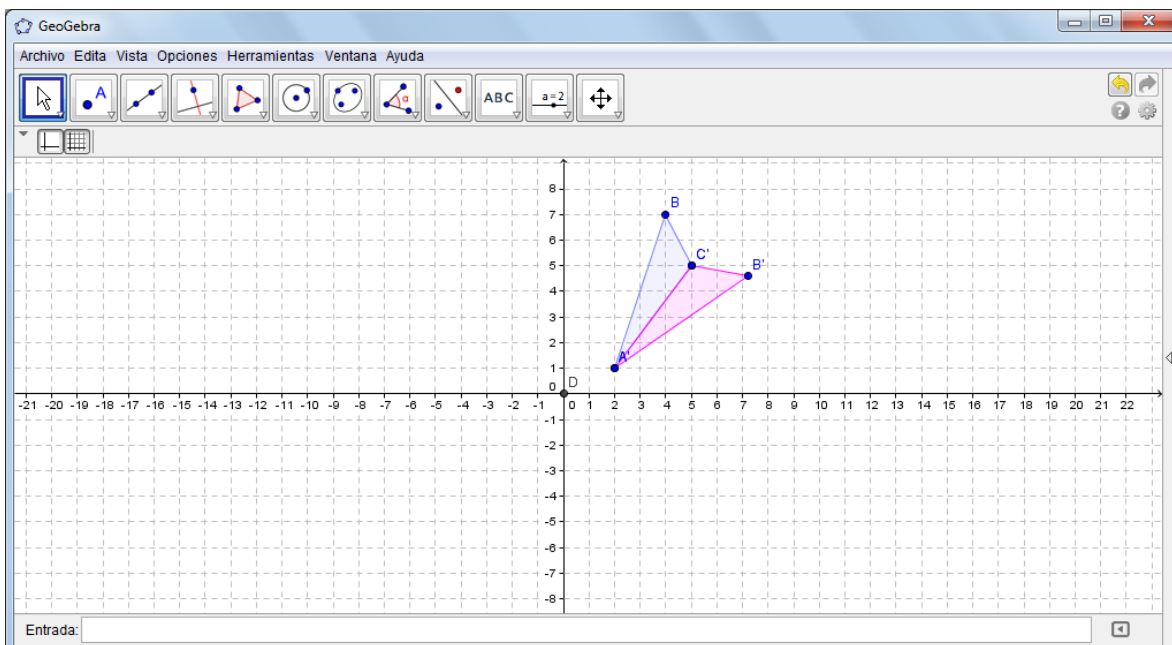 GeoGebra
Archivo Edita Vista Opciones Herramientas Ventana Ayuda
A α ABC a=2
8
B
7
6
C'
5
B'
4
3
2
A'
1
0 D
-21 -20 -19 -18 -17 -16 -15 -14 -13 -12 -11 -10 -9 -8 -7 -6 -5 -4 -3 -2 -1 0 1 2 3 4 5 6 7 8 9 10 11 12 13 14 15 16 17 18 19 20 21 22
-1
-2
-3
-4
-5
-6
-7
-8
Entrada: